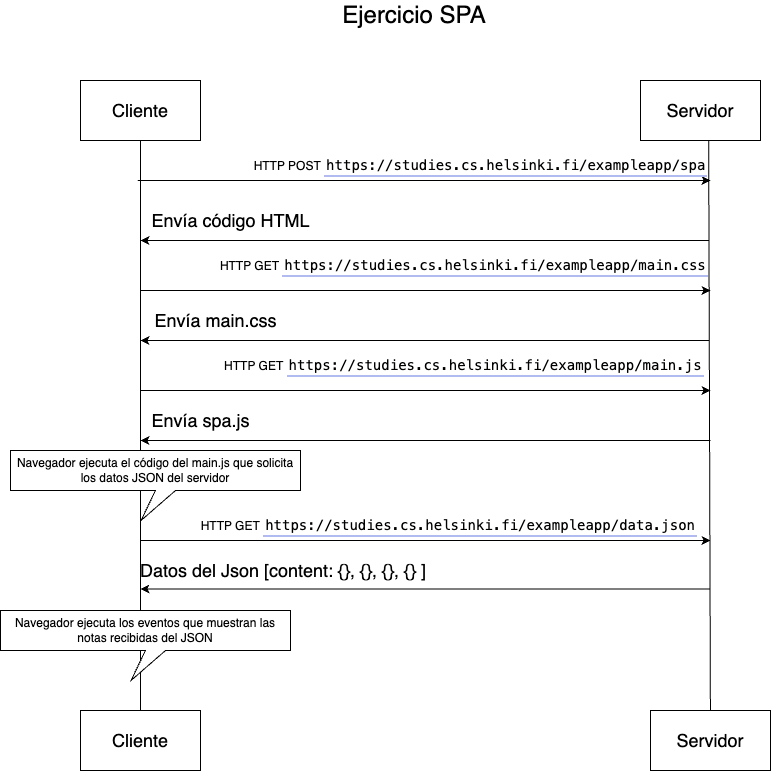 Ejercicio SPA
Cliente
Servidor
HTTP POST https://studies.cs.helsinki.fi/exampleapp/spa
Envía código HTML
HTTP GET https://studies.cs.helsinki.fi/exampleapp/main.css
Envía main.css
HTTP GET https://studies.cs.helsinki.fi/exampleapp/main.js
Envía spa.js
Navegador ejecuta el código del main.js que solicita
los datos JSON del servidor
HTTP GET https://studies.cs.helsinki.fi/exampleapp/data.json
Datos del Json [content: {}, {}, {}, {} ]
Navegador ejecuta los eventos que muestran las
notas recibidas del JSON
Cliente
Servidor